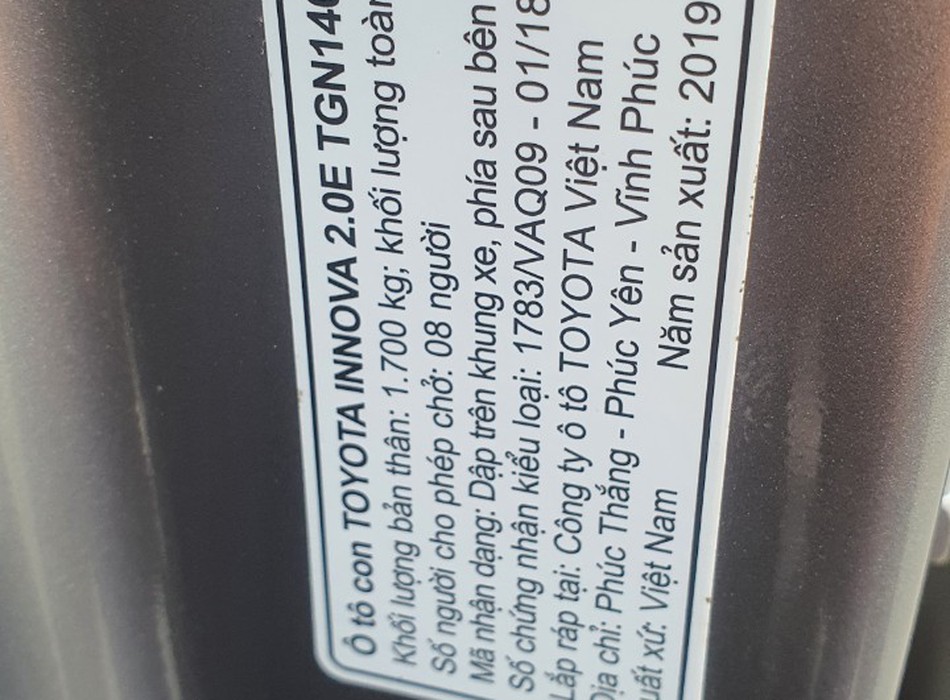 Ô tô con TOYOTA INNOVA 2.0E TGN140
Khối lượng bản thân: 1.700 kg; khối lượng toàn
Số người cho phép chở: 08 người
Mã nhận dạng: Dập trên khung xe, phía sau bên
Số chứng nhận kiểu loại: 1783/VAQ09 - 01/18
Lắp ráp tại: Công ty ô tô TOYOTA Việt Nam
Địa chỉ: Phúc Thắng - Phúc Yên - Vĩnh Phúc
uất xứ: Việt Nam Năm sản xuất: 2019